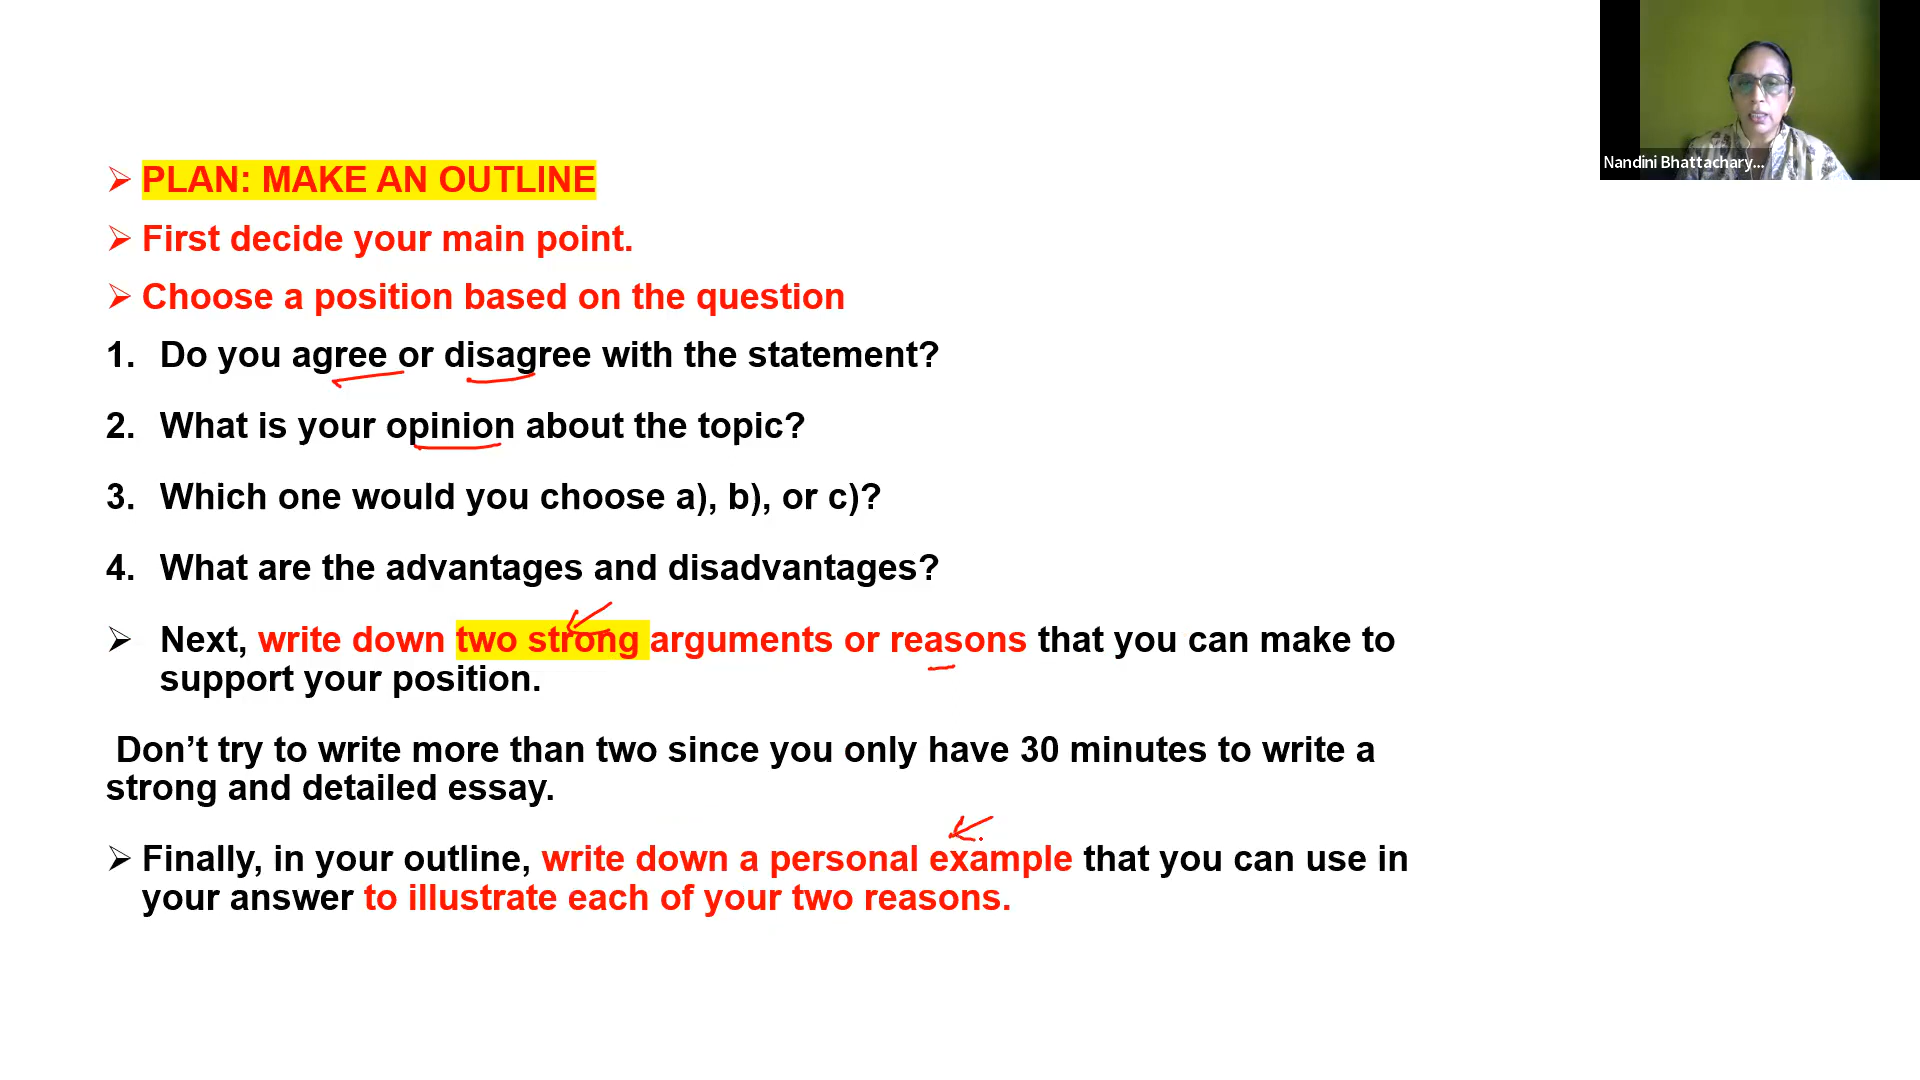 PLAN: MAKE AN OUTLINE
First decide your main point.
Choose a position based on the question
1. Do you agree or disagree with the statement?
2. What is your opinion about the topic?
3. Which one would you choose a), b), or c)?
4. What are the advantages and disadvantages?
Next, write down two strong arguments or reasons that you can make to
support your position.
Don’t try to write more than two since you only have 30 minutes to write a
strong and detailed essay.
Finally, in your outline, write down a personal example that you can use in
your answer to illustrate each of your two reasons.
Nandini Bhattachary...